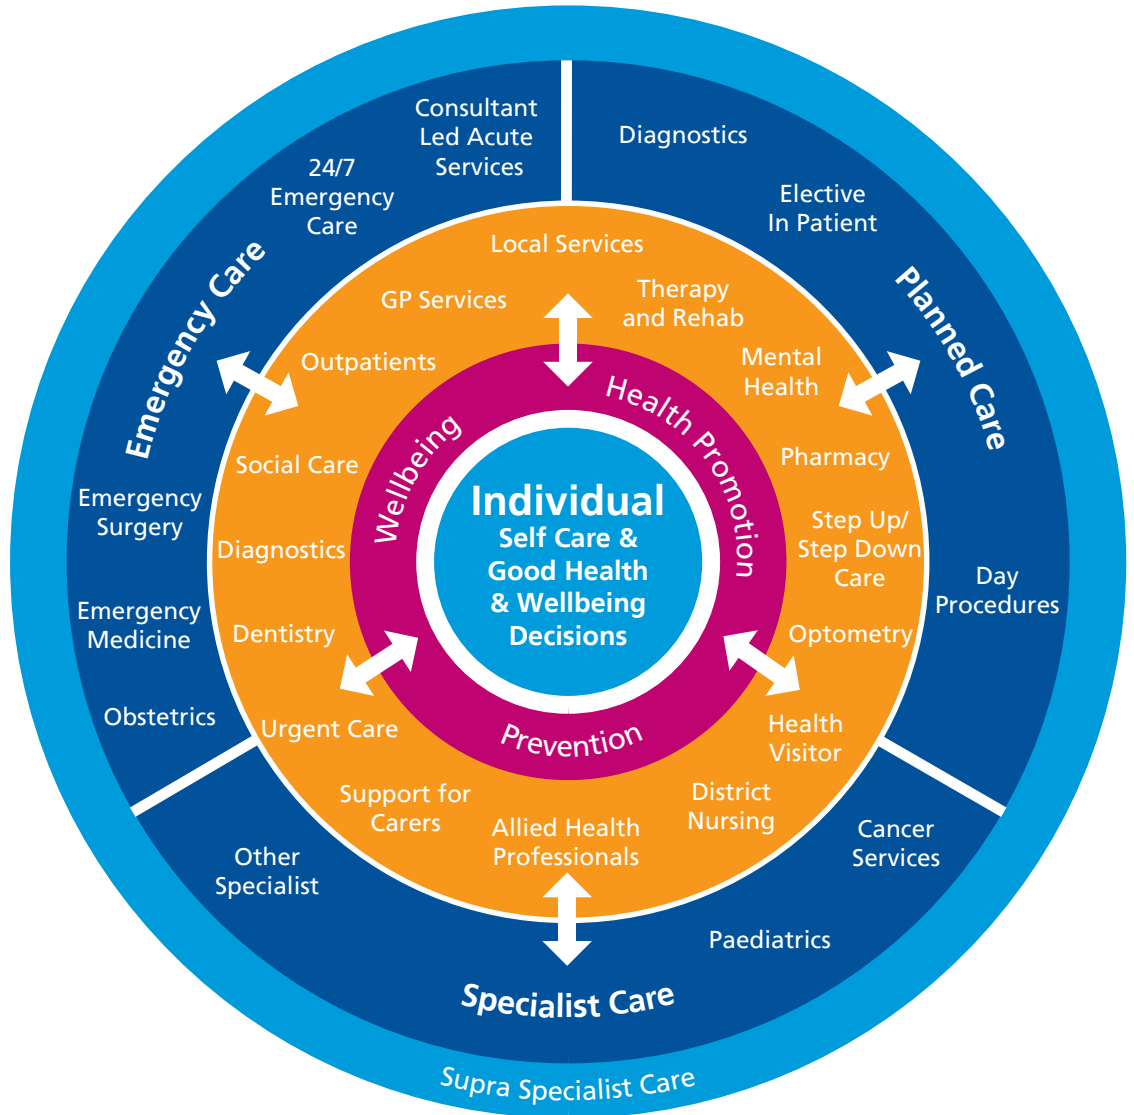 Consultant
Led Acute
Services
24/7
Emergency
Care
Emergency Care
Emergency
Surgery
Emergency
Medicine
Obstetrics
Diagnostics
Elective
In Patient
Planned Care
Day
Procedures
Local Services
GP Services
Therapy
and Rehab
Outpatients
Mental
Health
Social Care
Pharmacy
Diagnostics
Step Up/
Step Down
Care
Dentistry
Optometry
Urgent Care
Health
Visitor
Support for
Carers
District
Nursing
Allied Health
Professionals
Wellbeing
Health Promotion
Prevention
Individual
Self Care &
Good Health
& Wellbeing
Decisions
Other
Specialist
Cancer
Services
Paediatrics
Specialist Care
Supra Specialist Care